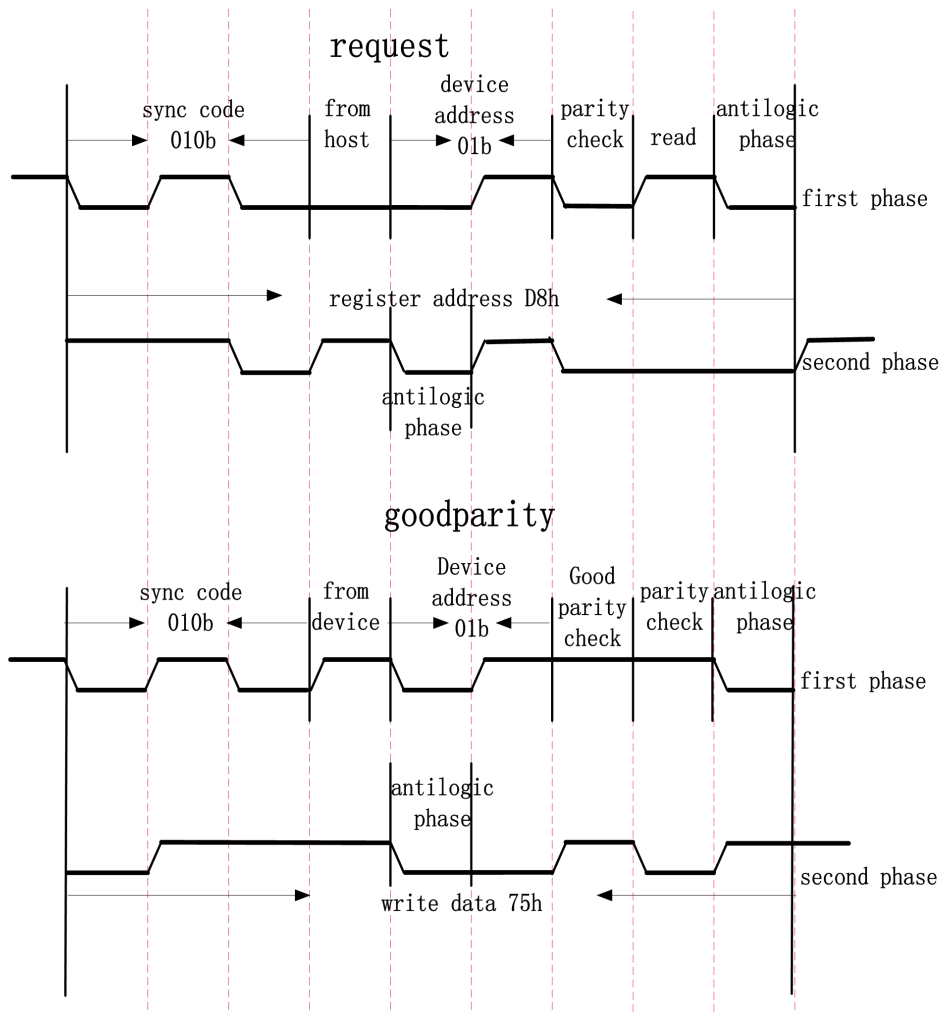 request
sync code
010b
from
host
device
address
01b
parity
check
read
antilogic
phase
first phase
register address D8h
second phase
antilogic
phase
goodparity
sync code
010b
from
device
Device
address
01b
Good
parity
check
parity
check
antilogic
phase
first phase
antilogic
phase
second phase
write data 75h